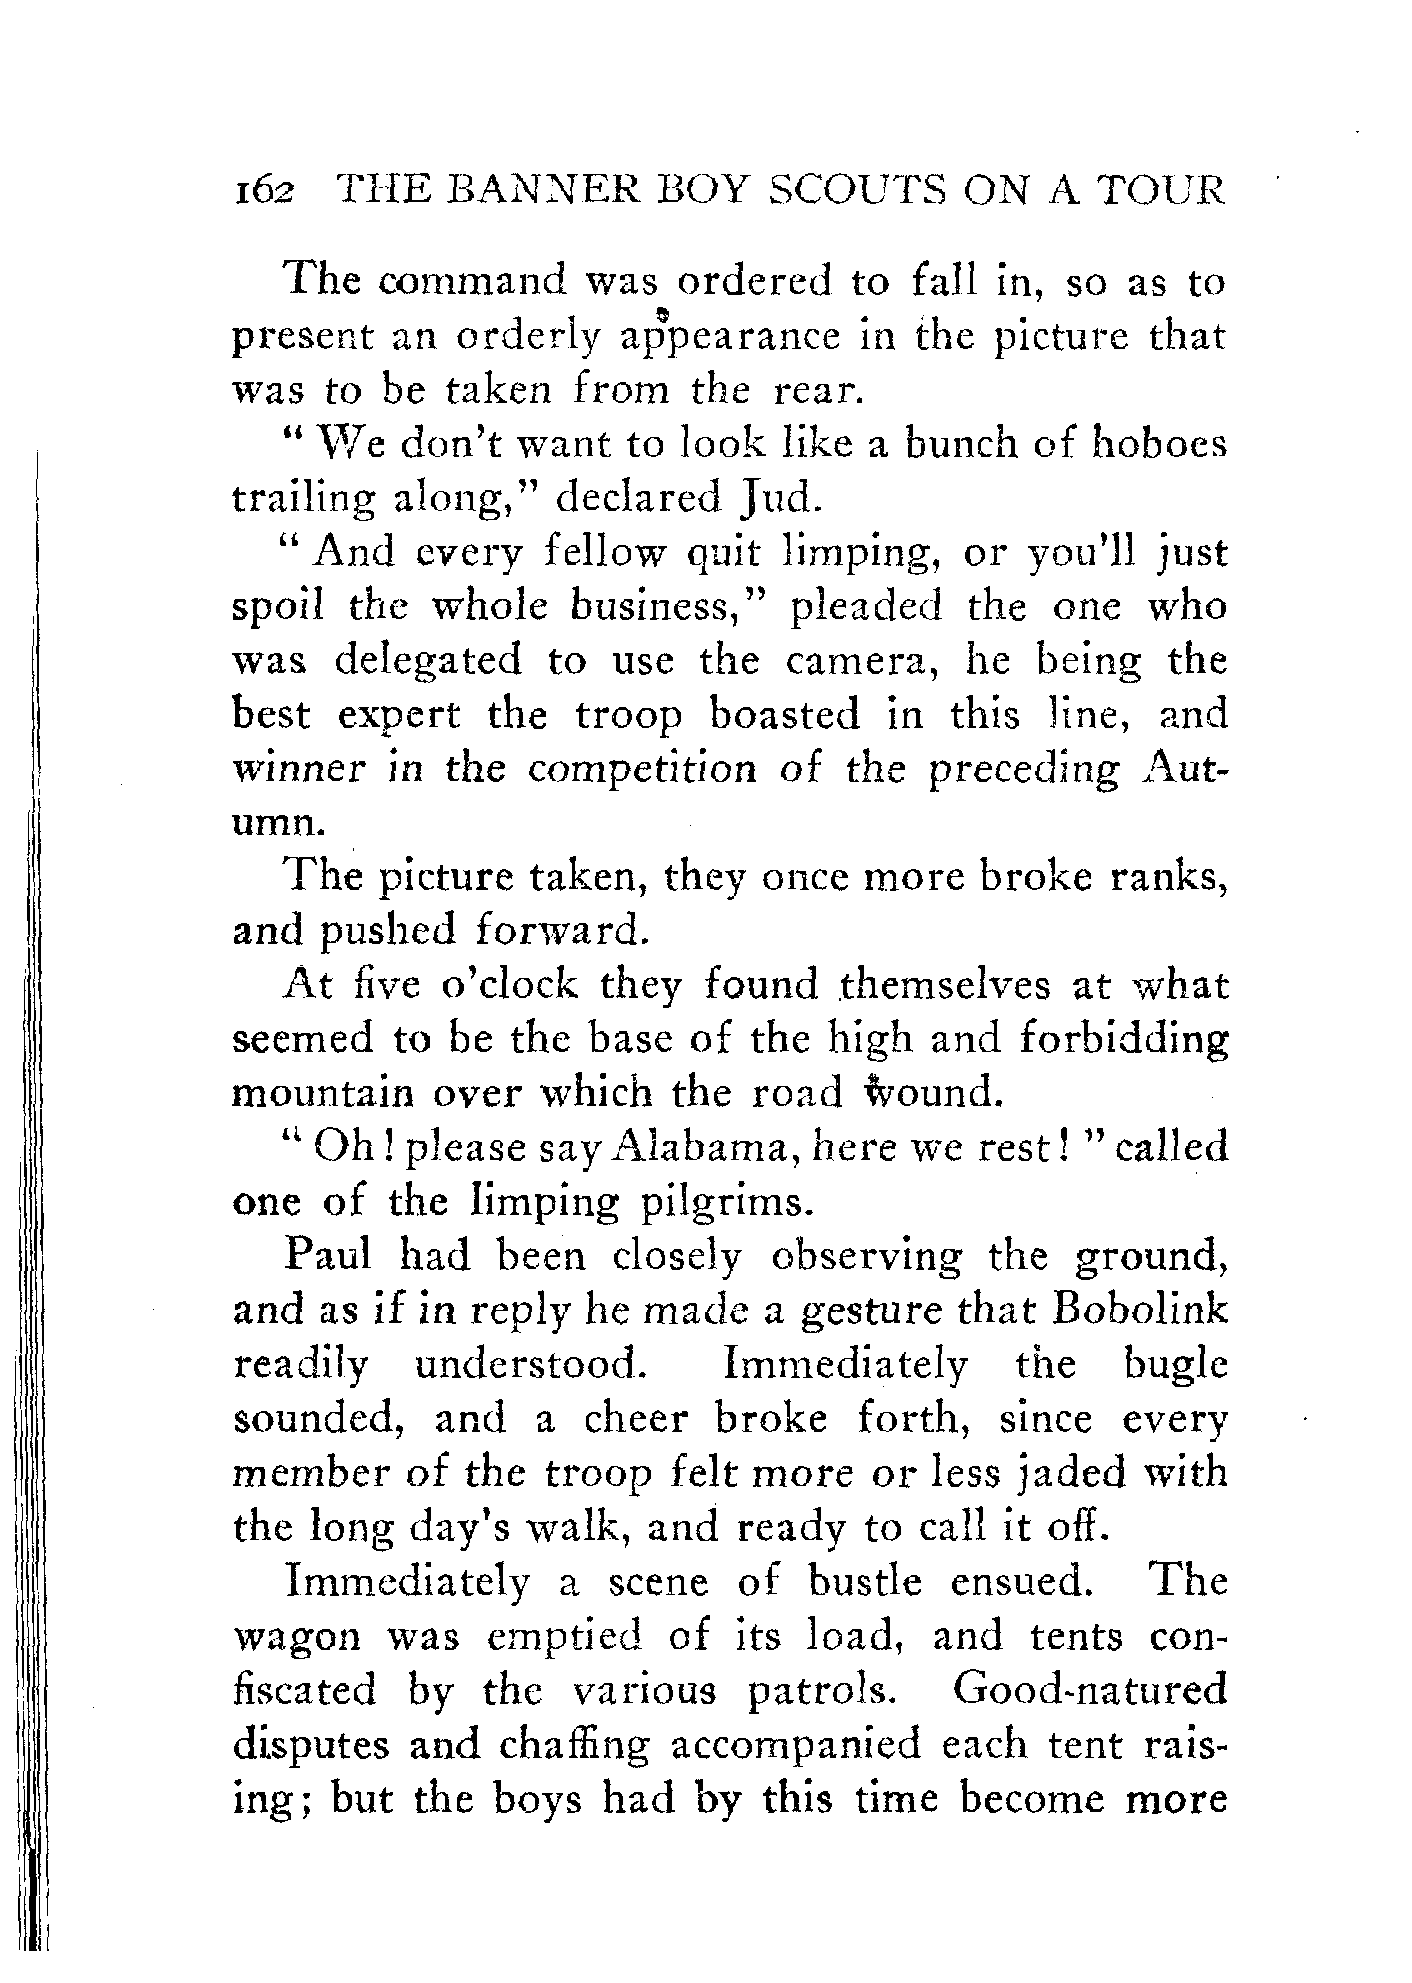 162 THE BANNER BOY SCOUTS ON A TOUR
The command was ordered to fall in, so as to
present an orderly appearance in the picture that
was to be taken from the rear.
" We don't want to look like a bunch of hoboes
trailing along," declared Jud.
" And every fellow quit limping, or you'll just
spoil the whole business," pleaded the one who
was delegated to use the camera, he being the
best expert the troop boasted in this line, and
winner in the competition of the preceding Aut-
umn.
The picture taken, they once more broke ranks,
and pushed forward.
At five o'clock they found themselves at what
seemed to be the base of the high and forbidding
mountain over which the road wound.
" Oh! please say Alabama, here we rest! " called
one of the limping pilgrims.
Paul had been closely observing the ground,
and as if in reply he made a gesture that Bobolink
readily understood. Immediately the bugle
sounded, and a cheer broke forth, since every
member of the troop felt more or less jaded with
the long day's walk, and ready to call it off.
Immediately a scene of bustle ensued. The
wagon was emptied of its load, and tents con-
fiscated by the various patrols. Good-natured
disputes and chaffing accompanied each tent rais-
ing; but the boys had by this time become more